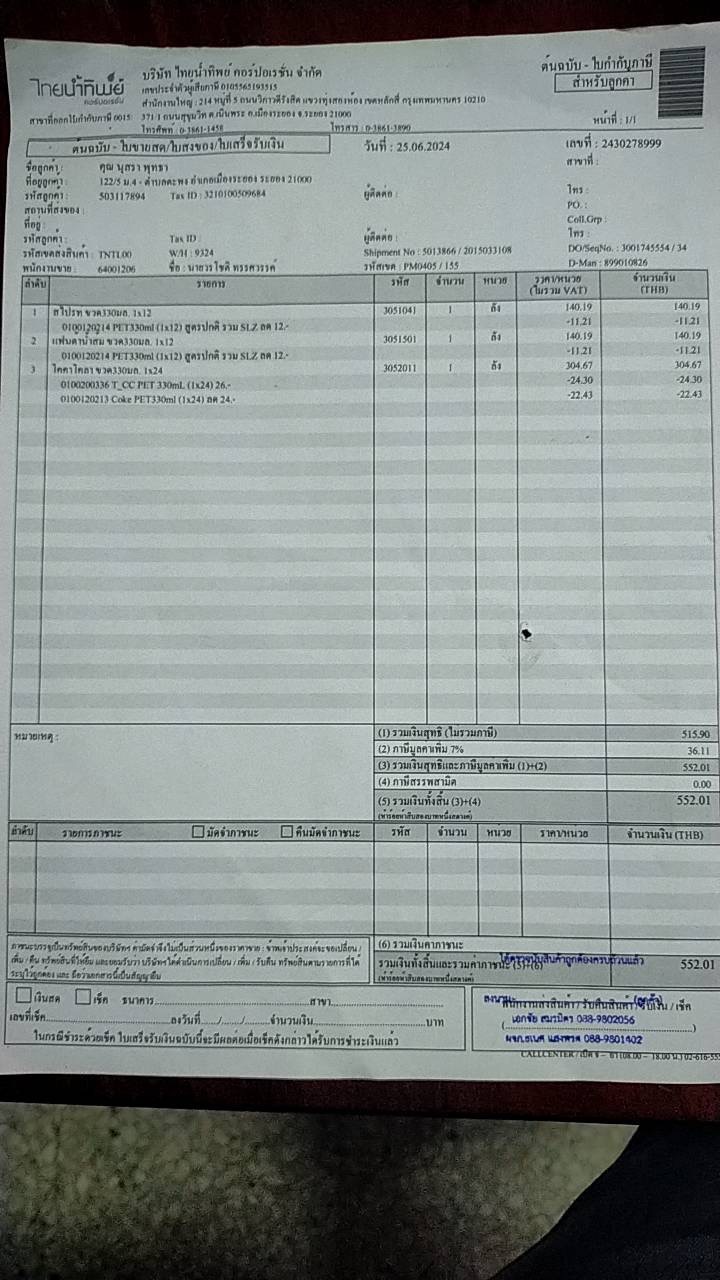 ไทยน้ำทิพย์
คอร์ปอเรชั่น
บริษัท ไทยน้ำทิพย์ คอร์ปอเรชั่น จำกัด
เลขประจำตัวผู้เสียภาษี 0105565193515
สำนักงานใหญ่ : 214 หมู่ที่ 5 ถนนวิภาวดีรังสิต แขวงทุ่งสองห้อง เขตหลักสี่ กรุงเทพมหานคร 10210
สาขาที่ออกใบกำกับภาษี 0015: 371/1 ถนนสุขุมวิท ต.เนินพระ อ.เมืองระยอง จ.ระยอง 21000
โทรศัพท์ : 0-3861-1458 โทรสาร : 0-3861-3890
ต้นฉบับ - ใบกำกับภาษี
สำหรับลูกค้า
หน้าที่ : 1/1
ต้นฉบับ - ใบขายสด/ใบส่งของ/ใบเสร็จรับเงิน
วันที่ : 25.06.2024
เลขที่ : 2430278999
ชื่อลูกค้า : คุณ นุสรา พุทธา
สาขาที่ :
ที่อยู่ลูกค้า : 122/5 ม.4 - ตำบลตะพง อำเภอเมืองระยอง ระยอง 21000
รหัสลูกค้า : 503117894 Tax ID : 3210100509684 ผู้ติดต่อ : โทร :
สถานที่ส่งของ : PO. :
ที่อยู่ : Coll.Grp :
รหัสลูกค้า : Tax ID : ผู้ติดต่อ : โทร :
รหัสเขตส่งสินค้า : TNTL00 W/H : 9324 Shipment No : 5013866 / 2015033108 DO/SeqNo. : 3001745554 / 34
พนักงานขาย : 64001206 ชื่อ : นายวรโชติ ทรรศวรรค์ รหัสเขต : PM0405 / 155 D-Man : 899010826
ลำดับ รายการ รหัส จำนวน หน่วย ราคา/หน่วย จำนวนเงิน
(ไม่รวม VAT) (THB)
1 สไปรท์ ขวด330มล. 1x12 3051041 1 ลัง 140.19 140.19
0100120214 PET330ml (1x12) สูตรปกติ รวม SLZ ลด 12.- -11.21 -11.21
2 แฟนตาน้ำส้ม ขวด330มล. 1x12 3051501 1 ลัง 140.19 140.19
0100120214 PET330ml (1x12) สูตรปกติ รวม SLZ ลด 12.- -11.21 -11.21
3 โคคาโคลา ขวด330มล. 1x24 3052011 1 ลัง 304.67 304.67
0100200336 T_CC PET 330mL (1x24) 26.- -24.30 -24.30
0100120213 Coke PET330ml (1x24) ลด 24.- -22.43 -22.43
หมายเหตุ :
(1) รวมเงินสุทธิ (ไม่รวมภาษี) 515.90
(2) ภาษีมูลค่าเพิ่ม 7% 36.11
(3) รวมเงินสุทธิและภาษีมูลค่าเพิ่ม (1)+(2) 552.01
(4) ภาษีสรรพสามิต 0.00
(5) รวมเงินทั้งสิ้น (3)+(4) 552.01
(ห้าร้อยห้าสิบสองบาทหนึ่งสตางค์)
ลำดับ รายการภาชนะ มัดจำภาชนะ คืนมัดจำภาชนะ รหัส จำนวน หน่วย ราคา/หน่วย จำนวนเงิน (THB)
(6) รวมเงินค่าภาชนะ
รวมเงินทั้งสิ้นและรวมค่าภาชนะ (5)+(6) 552.01
ได้ตรวจนับสินค้าถูกต้องครบถ้วนแล้ว
(ห้าร้อยห้าสิบสองบาทหนึ่งสตางค์)
เงินสด เช็ค ธนาคาร สาขา
เลขที่เช็ค ลงวันที่ ...../...../..... จำนวนเงิน บาท
ในกรณีชำระด้วยเช็ค ใบเสร็จรับเงินฉบับนี้จะมีผลต่อเมื่อเช็คดังกล่าวได้รับการชำระเงินแล้ว
ลงนาม
พนักงานส่งสินค้า / รับคืนสินค้า / รับเงิน / เช็ค
เอกชัย สมรมิตร 088-9802056
088-9801402